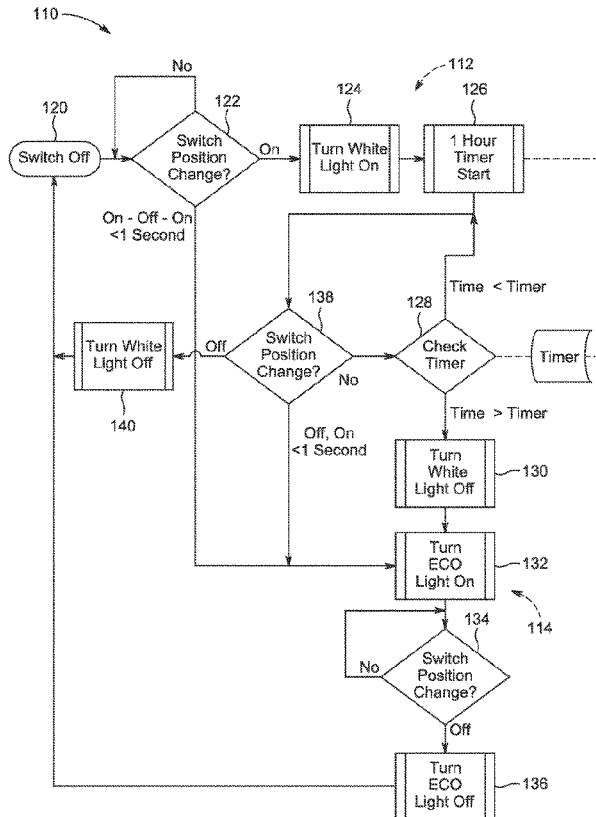 110
No
112
120
122
124
126
Switch Off
Switch
Position
Change?
On
Turn White
Light On
1 Hour
Timer
Start
On - Off - On
<1 Second
138
128
Time < Timer
Turn White
Light Off
Off
Switch
Position
Change?
No
Check
Timer
Timer
140
Off, On
<1 Second
Time > Timer
Turn
White
Light Off
130
Turn
ECO
Light On
132
134
114
No
Switch
Position
Change?
Off
Turn
ECO
Light Off
136